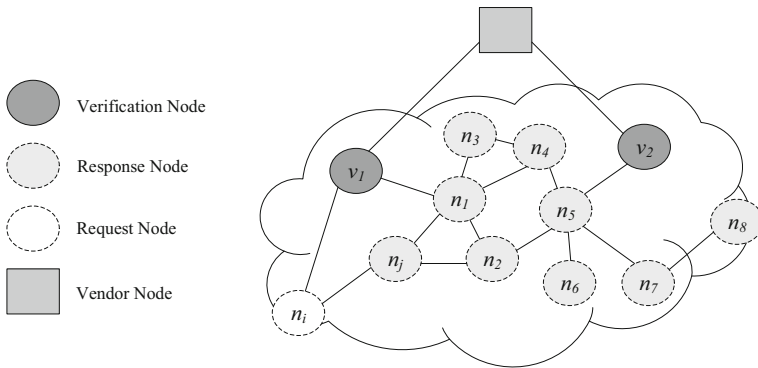 Verification Node
Response Node
Request Node
Vendor Node
n3
n4
v2
v1
n1
n5
n8
nj
n2
n6
n7
ni